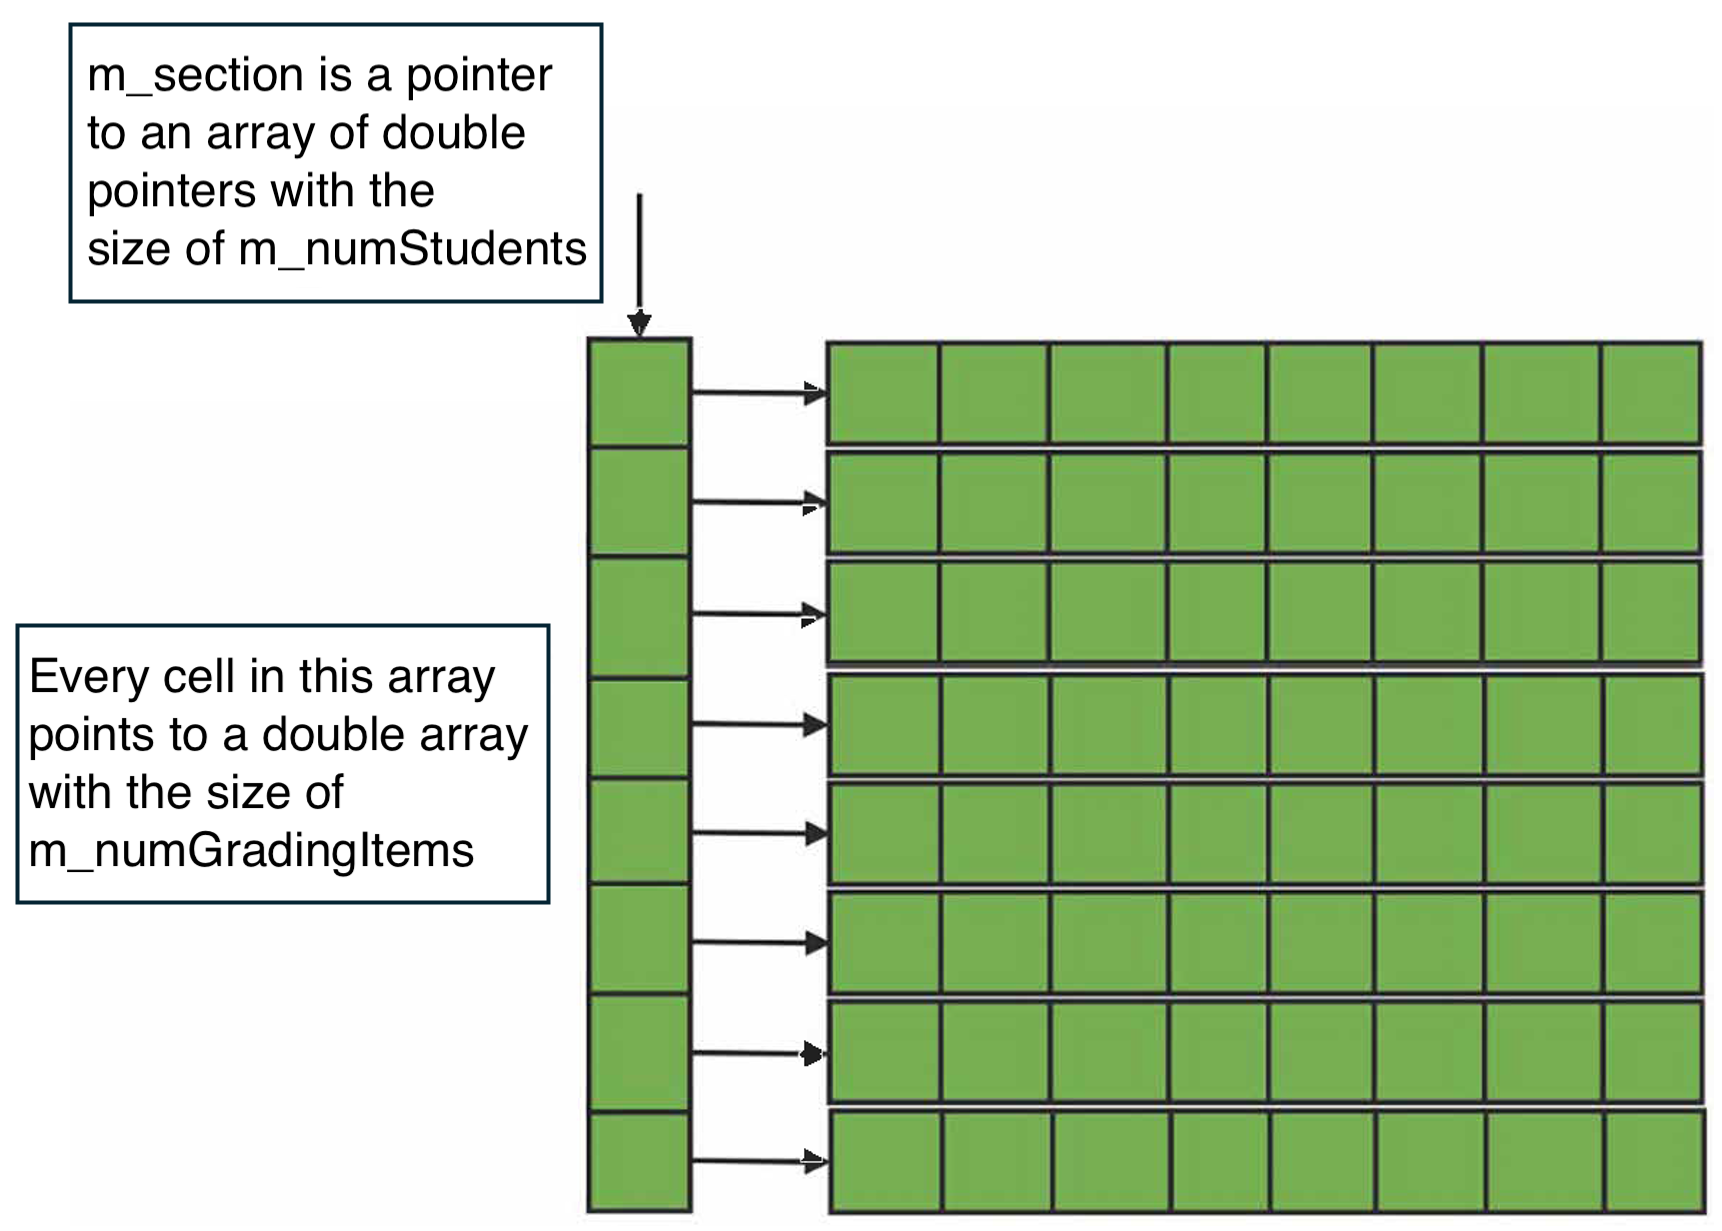 m_section is a pointer
to an array of double
pointers with the
size of m_numStudents
Every cell in this array
points to a double array
with the size of
m_numGradingItems